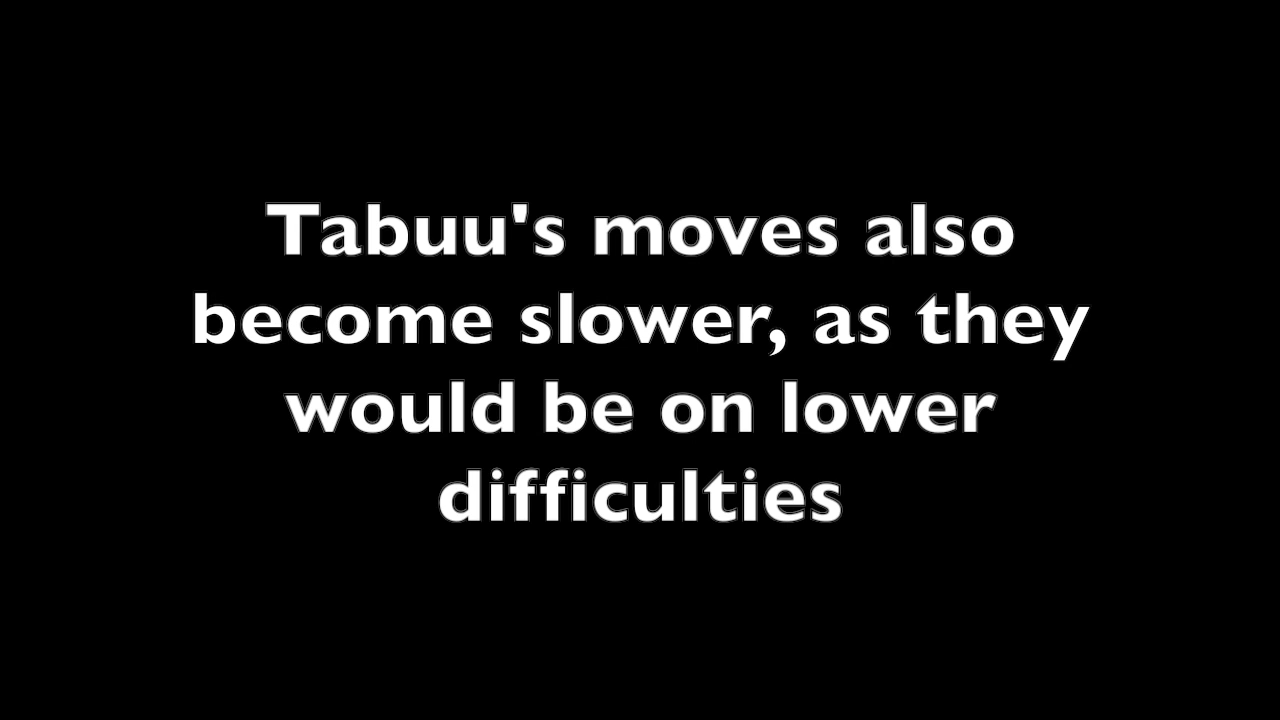 Tabuu's moves also
become slower, as they
would be on lower
difficulties